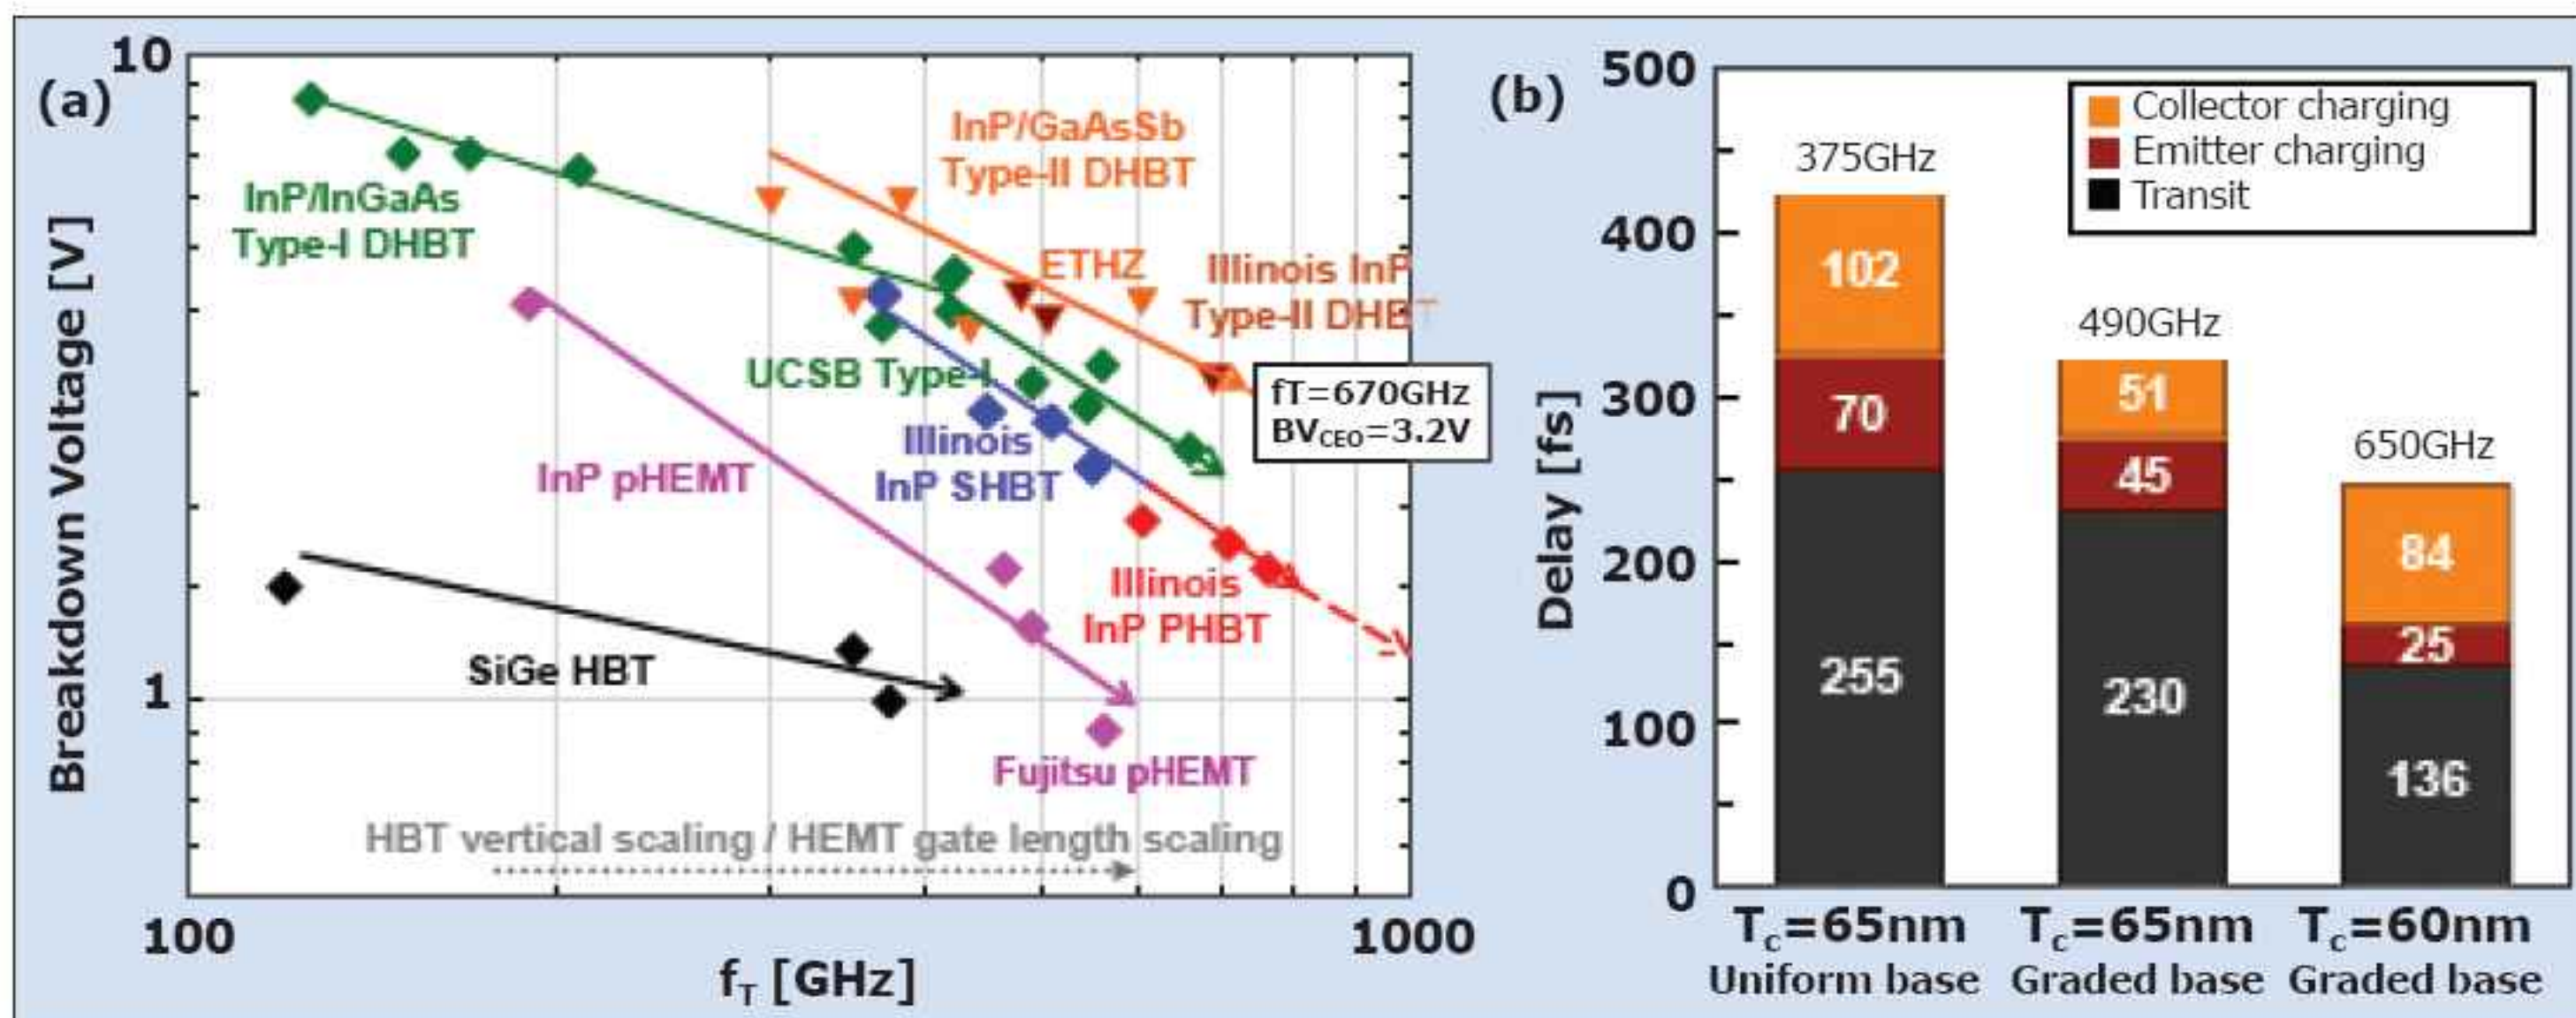 (a)
10
1
Breakdown Voltage [V]
InP/InGaAs
Type-I DHBT
InP/GaAsSb
Type-II DHBT
ETHZ
Illinois InP
Type-II DHBT
fT=670GHz
BVCEO=3.2V
UCSB Type-I
Illinois
InP SHBT
InP pHEMT
Illinois
InP PHBT
SiGe HBT
Fujitsu pHEMT
HBT vertical scaling / HEMT gate length scaling
100
1000
fT [GHz]
(b)
500
400
300
200
100
0
Delay [fs]
Collector charging
Emitter charging
Transit
375GHz
102
70
255
490GHz
51
45
230
650GHz
84
25
136
Tc=65nm
Uniform base
Tc=65nm
Graded base
Tc=60nm
Graded base